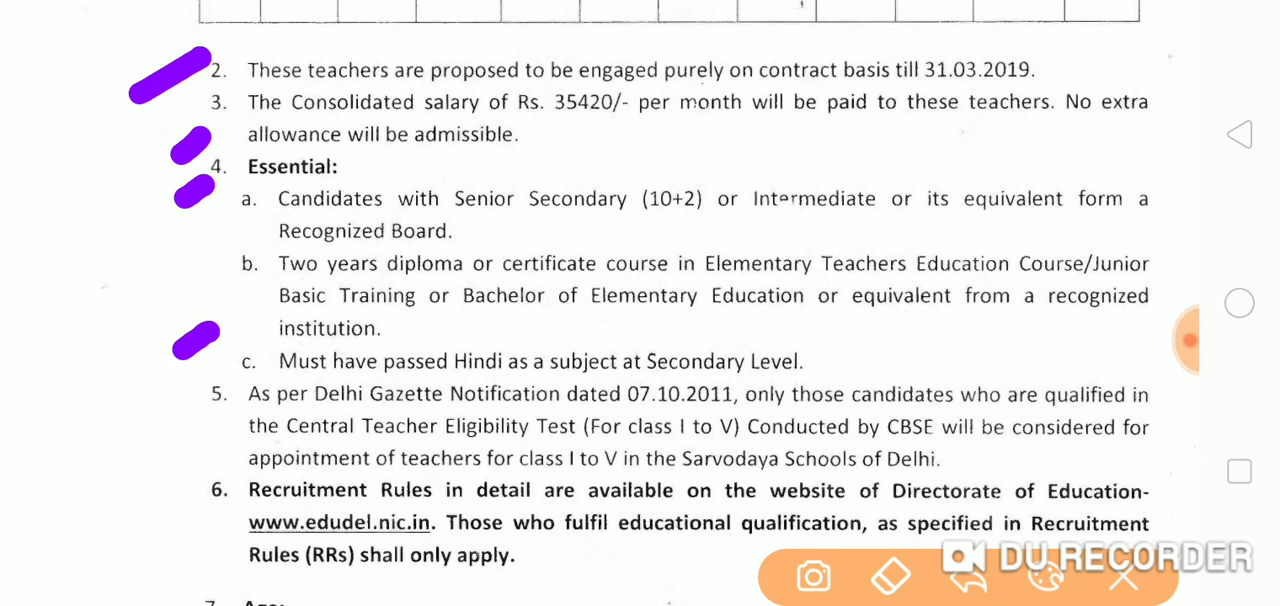 2. These teachers are proposed to be engaged purely on contract basis till 31.03.2019.
3. The Consolidated salary of Rs. 35420/- per month will be paid to these teachers. No extra
allowance will be admissible.
4. Essential:
a. Candidates with Senior Secondary (10+2) or Intermediate or its equivalent form a
Recognized Board.
b. Two years diploma or certificate course in Elementary Teachers Education Course/Junior
Basic Training or Bachelor of Elementary Education or equivalent from a recognized
institution.
c. Must have passed Hindi as a subject at Secondary Level.
5. As per Delhi Gazette Notification dated 07.10.2011, only those candidates who are qualified in
the Central Teacher Eligibility Test (For class I to V) Conducted by CBSE will be considered for
appointment of teachers for class I to V in the Sarvodaya Schools of Delhi.
6. Recruitment Rules in detail are available on the website of Directorate of Education-
www.edudel.nic.in. Those who fulfil educational qualification, as specified in Recruitment
Rules (RRs) shall only apply.
DU RECORDER
7. Age: